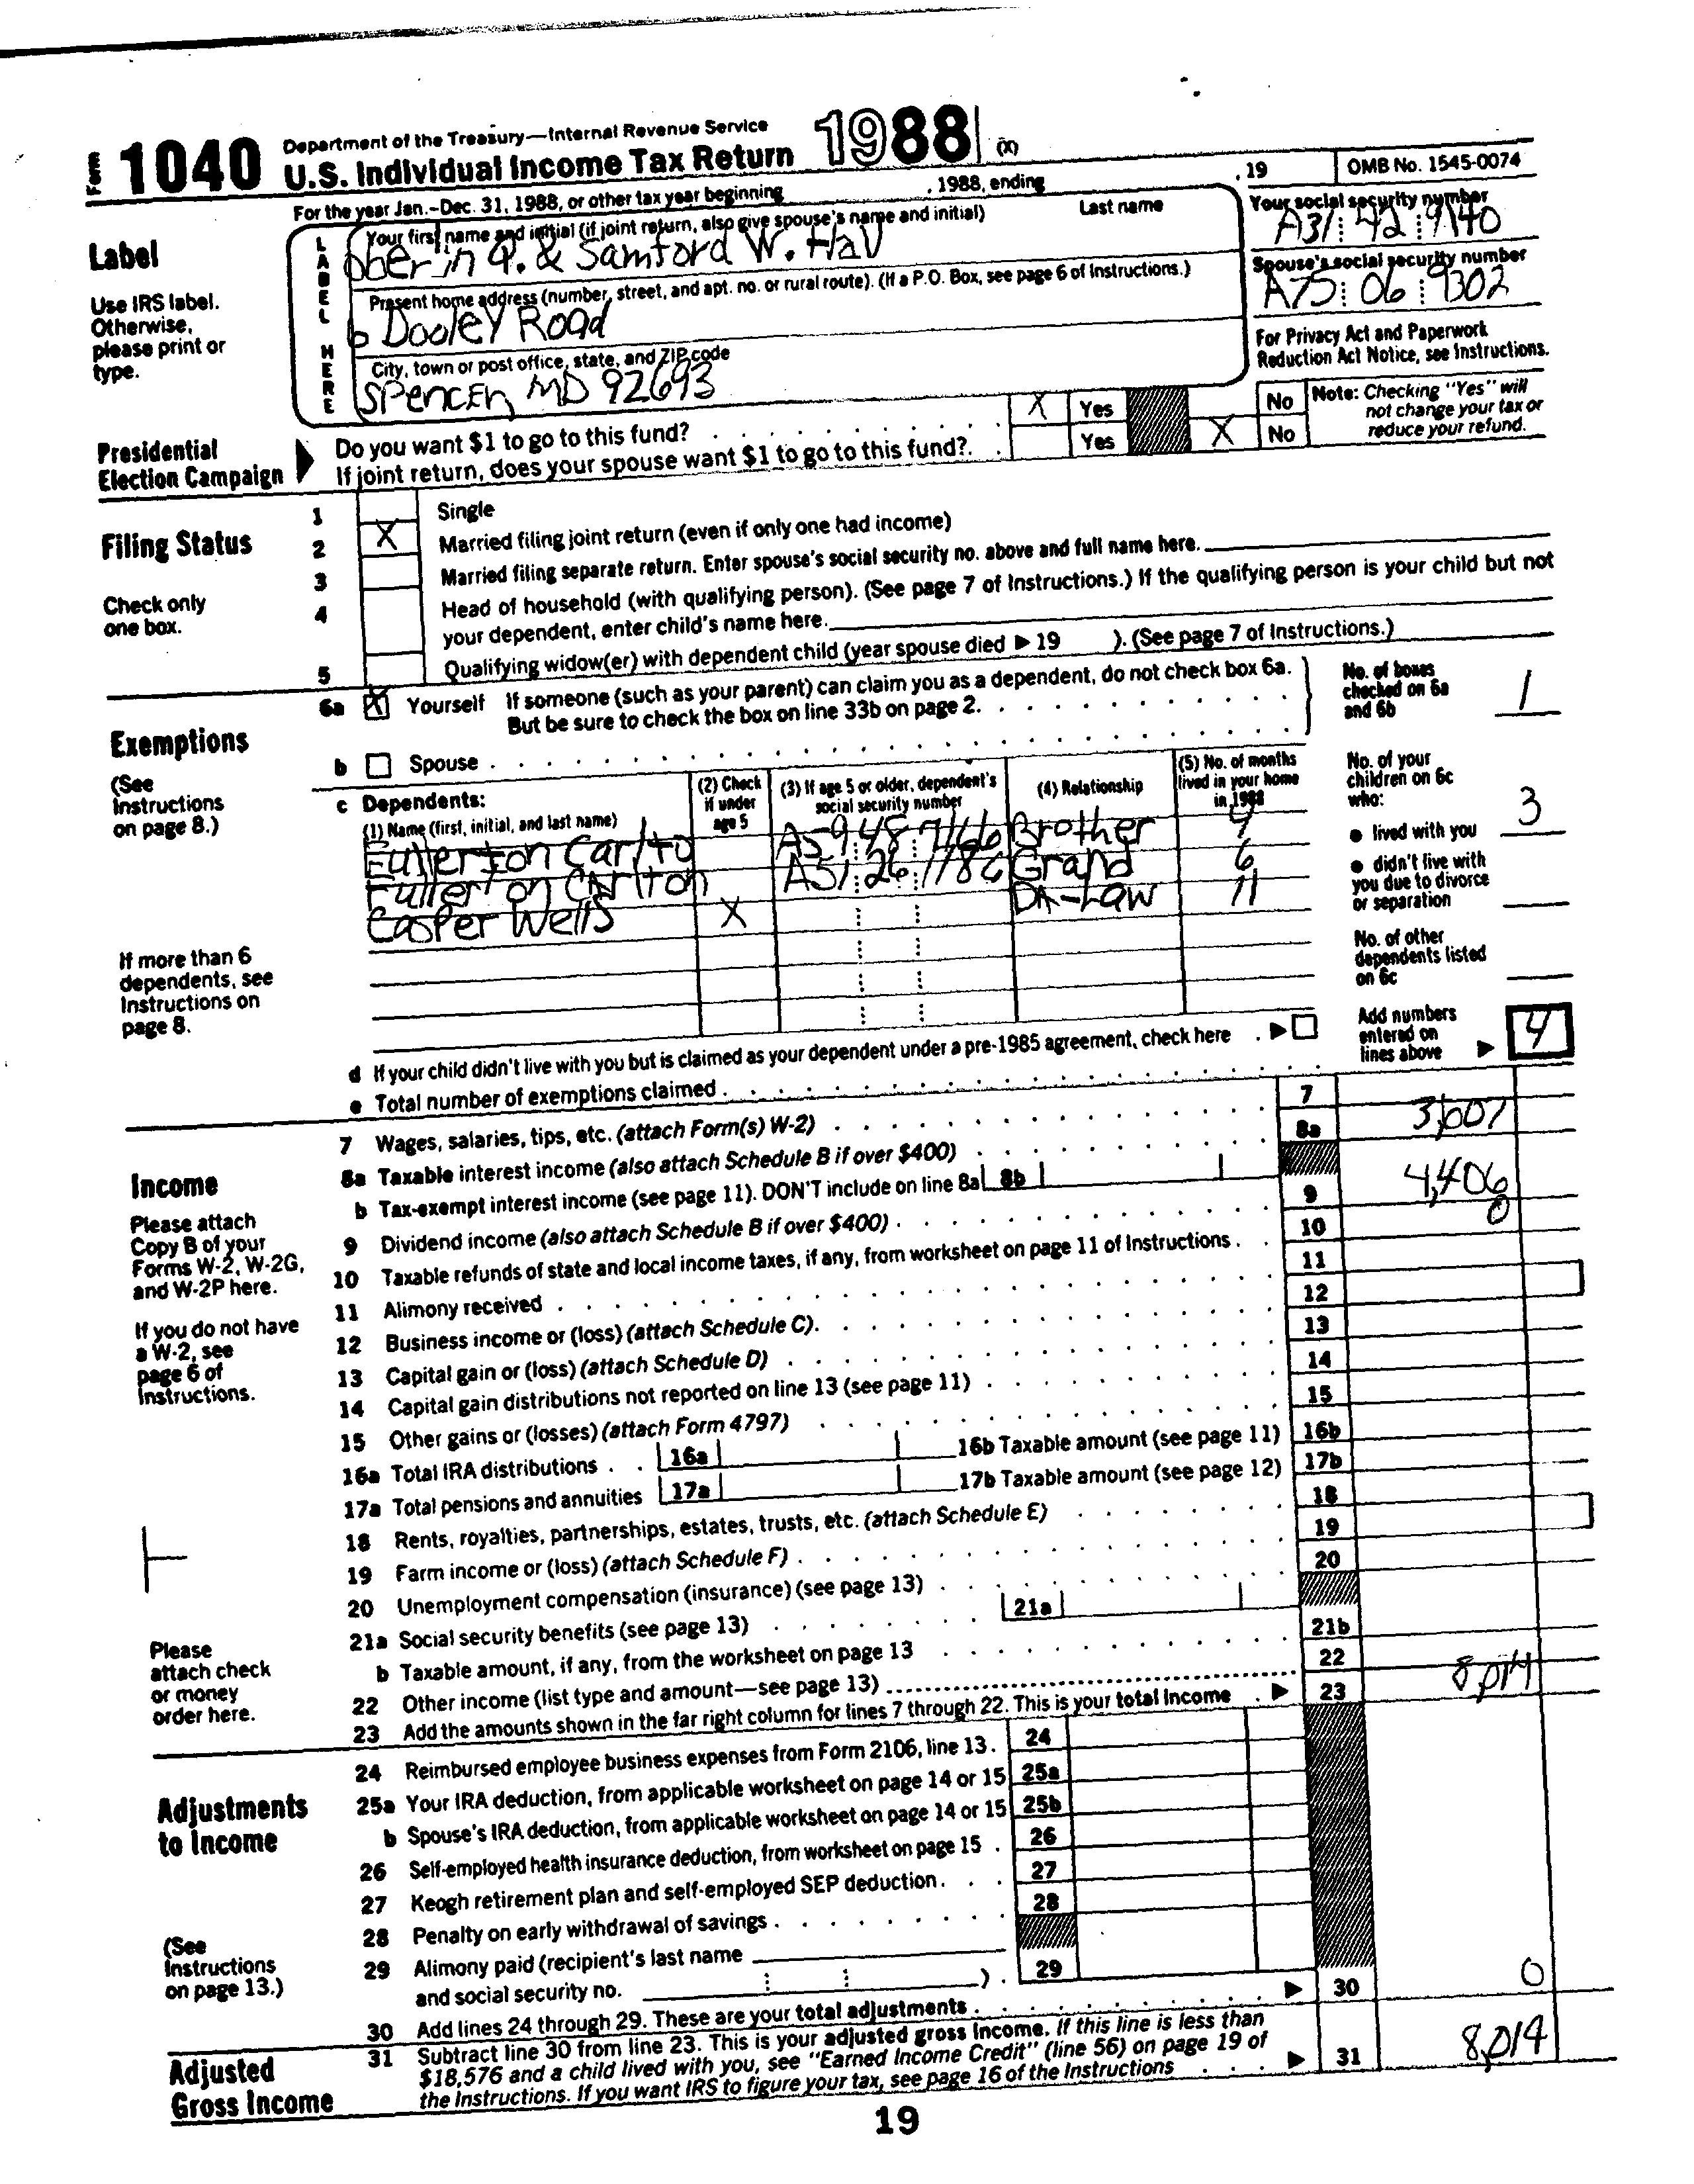 Form 1040 Department of the Treasury—Internal Revenue Service
U.S. Individual Income Tax Return 1988 (X)
For the year Jan.–Dec. 31, 1988, or other tax year beginning , 1988, ending , 19 OMB No. 1545-0074
Label
Use IRS label. Otherwise, please print or type.
LABEL HERE
Your first name and initial (if joint return, also give spouse's name and initial) Last name
Samford W. Hall
Your social security number
A31 42 9140
Present home address (number, street, and apt. no. or rural route). (If a P.O. Box, see page 6 of Instructions.)
Dooley Road
Spouse's social security number
A75 06 9302
City, town or post office, state, and ZIP code
Spencer, MD 92693
For Privacy Act and Paperwork Reduction Act Notice, see Instructions.
Presidential Election Campaign
Do you want $1 to go to this fund? X Yes No
If joint return, does your spouse want $1 to go to this fund? Yes X No
Note: Checking "Yes" will not change your tax or reduce your refund.
Filing Status
Check only one box.
1 Single
2 X Married filing joint return (even if only one had income)
3 Married filing separate return. Enter spouse's social security no. above and full name here.
4 Head of household (with qualifying person). (See page 7 of Instructions.) If the qualifying person is your child but not
your dependent, enter child's name here.
5 Qualifying widow(er) with dependent child (year spouse died ▶ 19 ). (See page 7 of Instructions.)
Exemptions
(See Instructions on page 8.)
6a X Yourself If someone (such as your parent) can claim you as a dependent, do not check box 6a.
But be sure to check the box on line 33b on page 2.
No. of boxes checked on 6a and 6b 1
b Spouse
c Dependents:
(1) Name (first, initial, and last name)
(2) Check if under age 5
(3) If age 5 or older, dependent's social security number
(4) Relationship
(5) No. of months lived in your home in 1988
Fullerton Carlto A59 48 7166 Brother 4
Fullerton Carlton A51 26 Grand 6
Casper Wells X DA-Law 11
No. of your children on 6c who:
● lived with you 3
● didn't live with you due to divorce or separation
No. of other dependents listed on 6c
If more than 6 dependents, see Instructions on page 8.
d If your child didn't live with you but is claimed as your dependent under a pre-1985 agreement, check here ▶
e Total number of exemptions claimed
Add numbers entered on lines above ▶ 4
Income
Please attach Copy B of your Forms W-2, W-2G, and W-2P here.
If you do not have a W-2, see page 6 of Instructions.
Please attach check or money order here.
7 Wages, salaries, tips, etc. (attach Form(s) W-2) 7
8a Taxable interest income (also attach Schedule B if over $400) 8a 3,607
b Tax-exempt interest income (see page 11). DON'T include on line 8a 8b
9 Dividend income (also attach Schedule B if over $400) 9 4,406
10 Taxable refunds of state and local income taxes, if any, from worksheet on page 11 of Instructions 10 0
11 Alimony received 11
12 Business income or (loss) (attach Schedule C) 12
13 Capital gain or (loss) (attach Schedule D) 13
14 Capital gain distributions not reported on line 13 (see page 11) 14
15 Other gains or (losses) (attach Form 4797) 15
16a Total IRA distributions 16a 16b Taxable amount (see page 11) 16b
17a Total pensions and annuities 17a 17b Taxable amount (see page 12) 17b
18 Rents, royalties, partnerships, estates, trusts, etc. (attach Schedule E) 18
19 Farm income or (loss) (attach Schedule F) 19
20 Unemployment compensation (insurance) (see page 13) 20
21a Social security benefits (see page 13) 21a
b Taxable amount, if any, from the worksheet on page 13 21b
22 Other income (list type and amount—see page 13) 22
23 Add the amounts shown in the far right column for lines 7 through 22. This is your total income ▶ 23 8,014
Adjustments to Income
(See Instructions on page 13.)
24 Reimbursed employee business expenses from Form 2106, line 13. 24
25a Your IRA deduction, from applicable worksheet on page 14 or 15 25a
b Spouse's IRA deduction, from applicable worksheet on page 14 or 15 25b
26 Self-employed health insurance deduction, from worksheet on page 15 26
27 Keogh retirement plan and self-employed SEP deduction 27
28 Penalty on early withdrawal of savings 28
29 Alimony paid (recipient's last name
and social security no. ) 29
30 Add lines 24 through 29. These are your total adjustments ▶ 30 0
Adjusted Gross Income
31 Subtract line 30 from line 23. This is your adjusted gross income. If this line is less than
$18,576 and a child lived with you, see "Earned Income Credit" (line 56) on page 19 of
the Instructions. If you want IRS to figure your tax, see page 16 of the Instructions ▶ 31 8,014
19